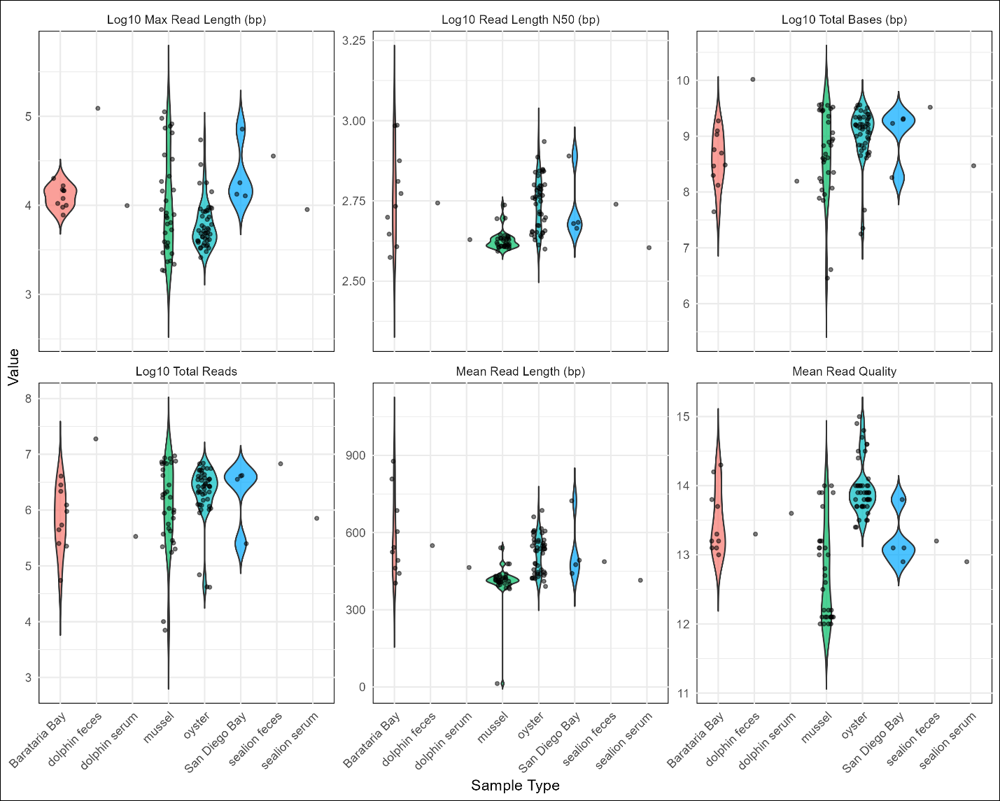 Log10 Max Read Length (bp)
Log10 Read Length N50 (bp)
Log10 Total Bases (bp)
5
4
3
3.25
3.00
2.75
2.50
10
9
8
7
6
Value
Log10 Total Reads
Mean Read Length (bp)
Mean Read Quality
8
7
6
5
4
3
900
600
300
0
15
14
13
12
11
Barataria Bay
dolphin feces
dolphin serum
mussel
oyster
San Diego Bay
sealion feces
sealion serum
Barataria Bay
dolphin feces
dolphin serum
mussel
oyster
San Diego Bay
sealion feces
sealion serum
Barataria Bay
dolphin feces
dolphin serum
mussel
oyster
San Diego Bay
sealion feces
sealion serum
Sample Type